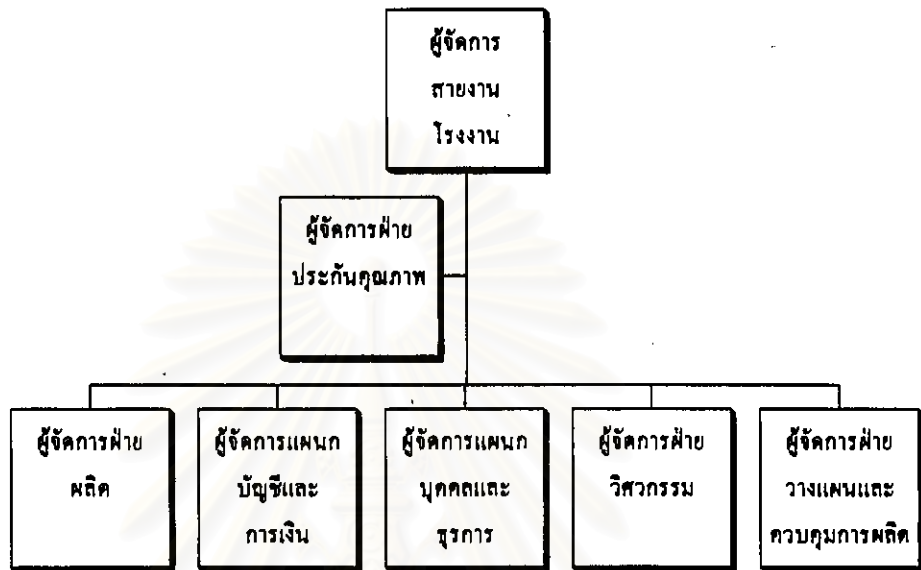 ผู้จัดการ
สายงาน
โรงงาน
ผู้จัดการฝ่าย
ประกันคุณภาพ
ผู้จัดการฝ่าย
ผลิต
ผู้จัดการแผนก
บัญชีและ
การเงิน
ผู้จัดการแผนก
บุคคลและ
ธุรการ
ผู้จัดการฝ่าย
วิศวกรรม
ผู้จัดการฝ่าย
วางแผนและ
ควบคุมการผลิต